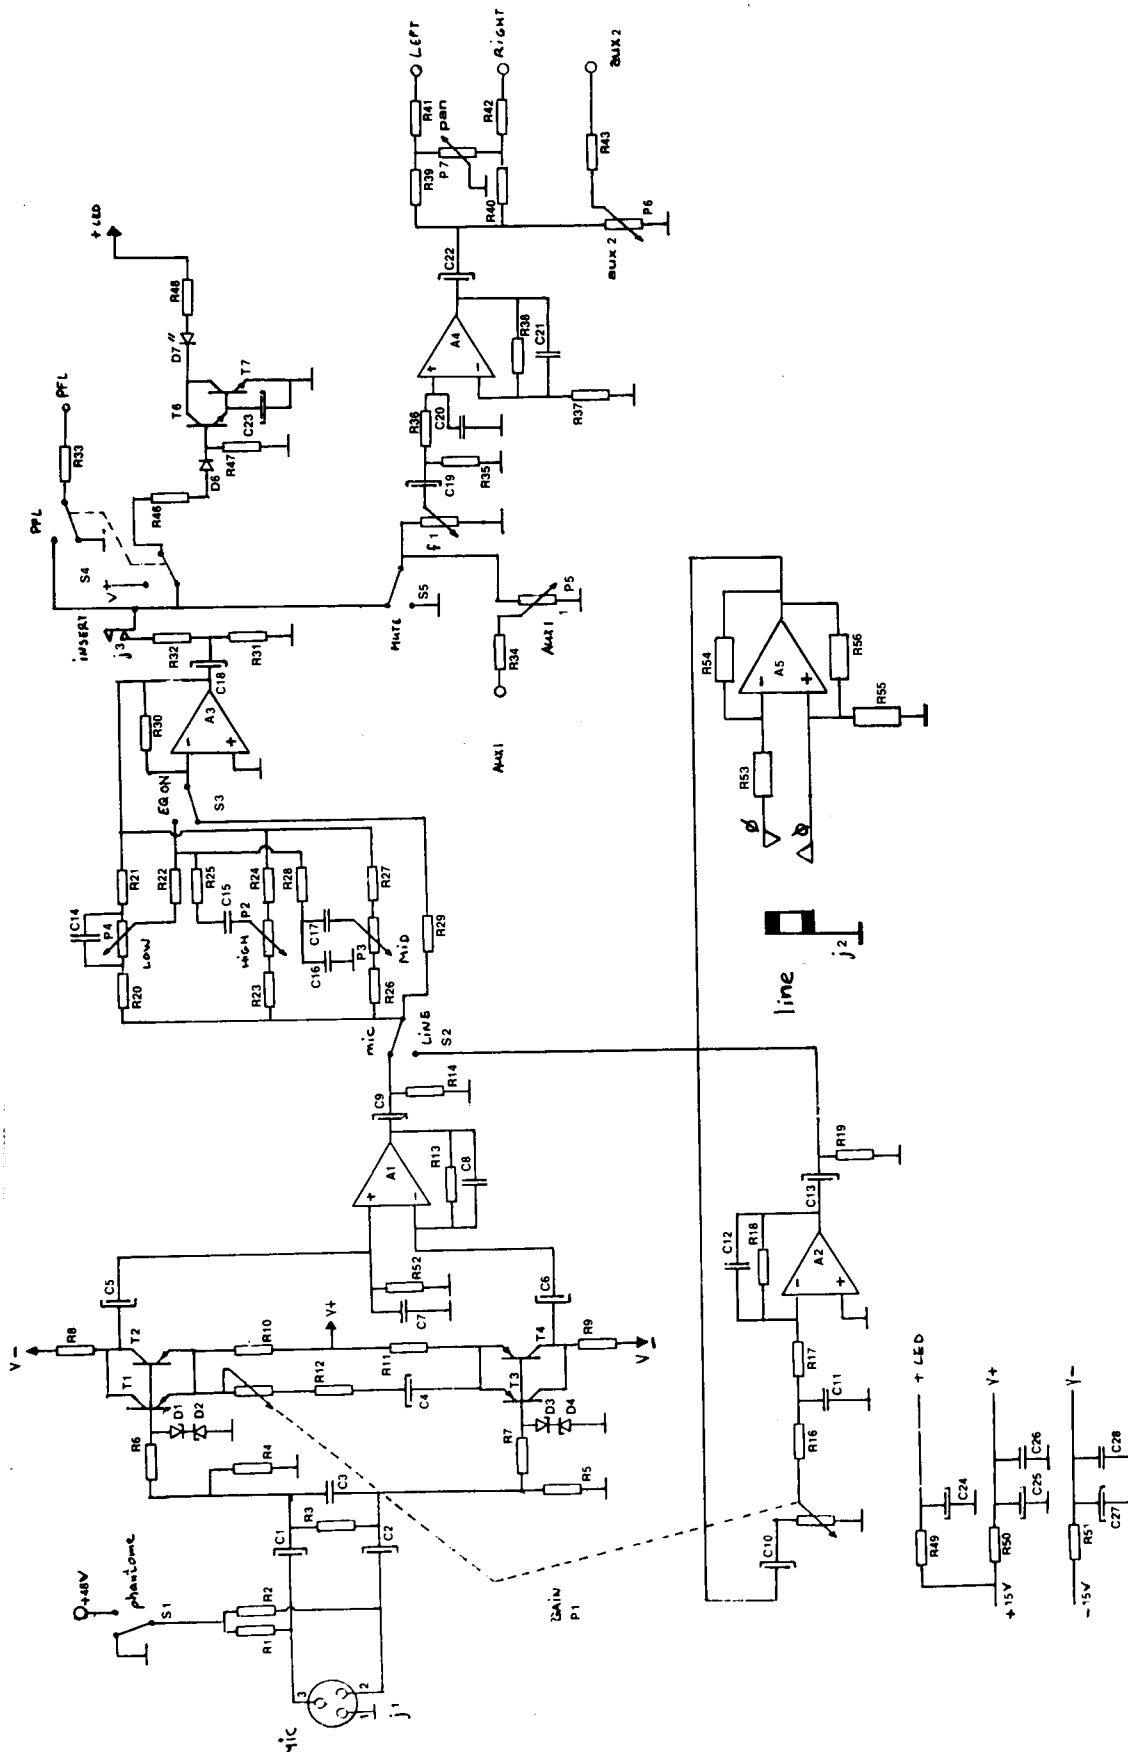 mic
j1
1
2
3
+48V
phantome
S1
R1
R2
C1
R3
C2
C3
R4
R5
R6
R7
D1
D2
D3
D4
T1
T2
T3
T4
V-
R8
C5
R10
R12
V+
R11
C4
C6
R9
V-
C7
R52
+
-
A1
R13
C8
C9
R14
GAIN
P1
mic
LINE
S2
R20
C14
P4
LOW
R21
R22
R25
C15
P2
HIGH
R23
R24
R28
C17
C16
P3
MID
R26
R27
R29
EQ ON
S3
R30
-
+
A3
C18
R31
R32
INSERT
j3
V+
S4
PFL
R33
PFL
R46
D6
R47
T6
C23
T7
D7
R48
+ LED
MUTE
S5
AUX1
R34
AUX1
1
P5
f1
C19
R35
R36
C20
+
-
A4
R38
C21
R37
C22
R39
R41
LEFT
P7
pan
R40
R42
RIGHT
aux 2
P6
R43
aux2
C10
R16
C11
R17
C12
R18
-
+
A2
C13
R19
line
j2
Ø
Ø
R53
R54
-
+
A5
R56
R55
R49
+ LED
C24
+15V
R50
V+
C25
C26
-15V
R51
V-
C27
C28